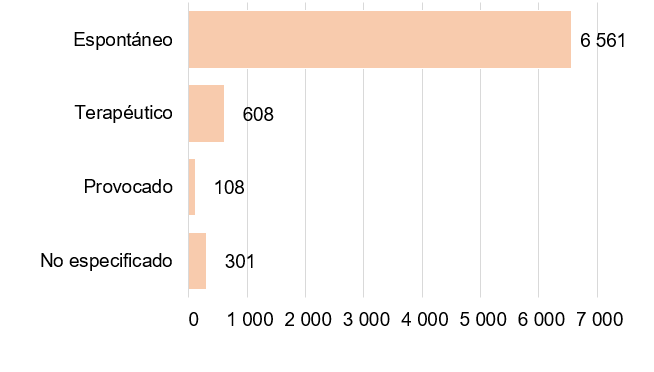 Espontáneo 6 561
Terapéutico 608
Provocado 108
No especificado 301
0 1 000 2 000 3 000 4 000 5 000 6 000 7 000